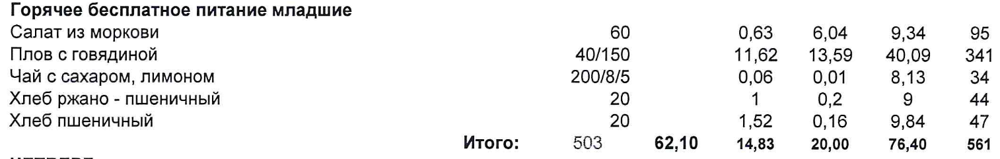 Горячее бесплатное питание младшие
Салат из моркови 60 0,63 6,04 9,34 95
Плов с говядиной 40/150 11,62 13,59 40,09 341
Чай с сахаром, лимоном 200/8/5 0,06 0,01 8,13 34
Хлеб ржано - пшеничный 20 1 0,2 9 44
Хлеб пшеничный 20 1,52 0,16 9,84 47
Итого: 503 62,10 14,83 20,00 76,40 561